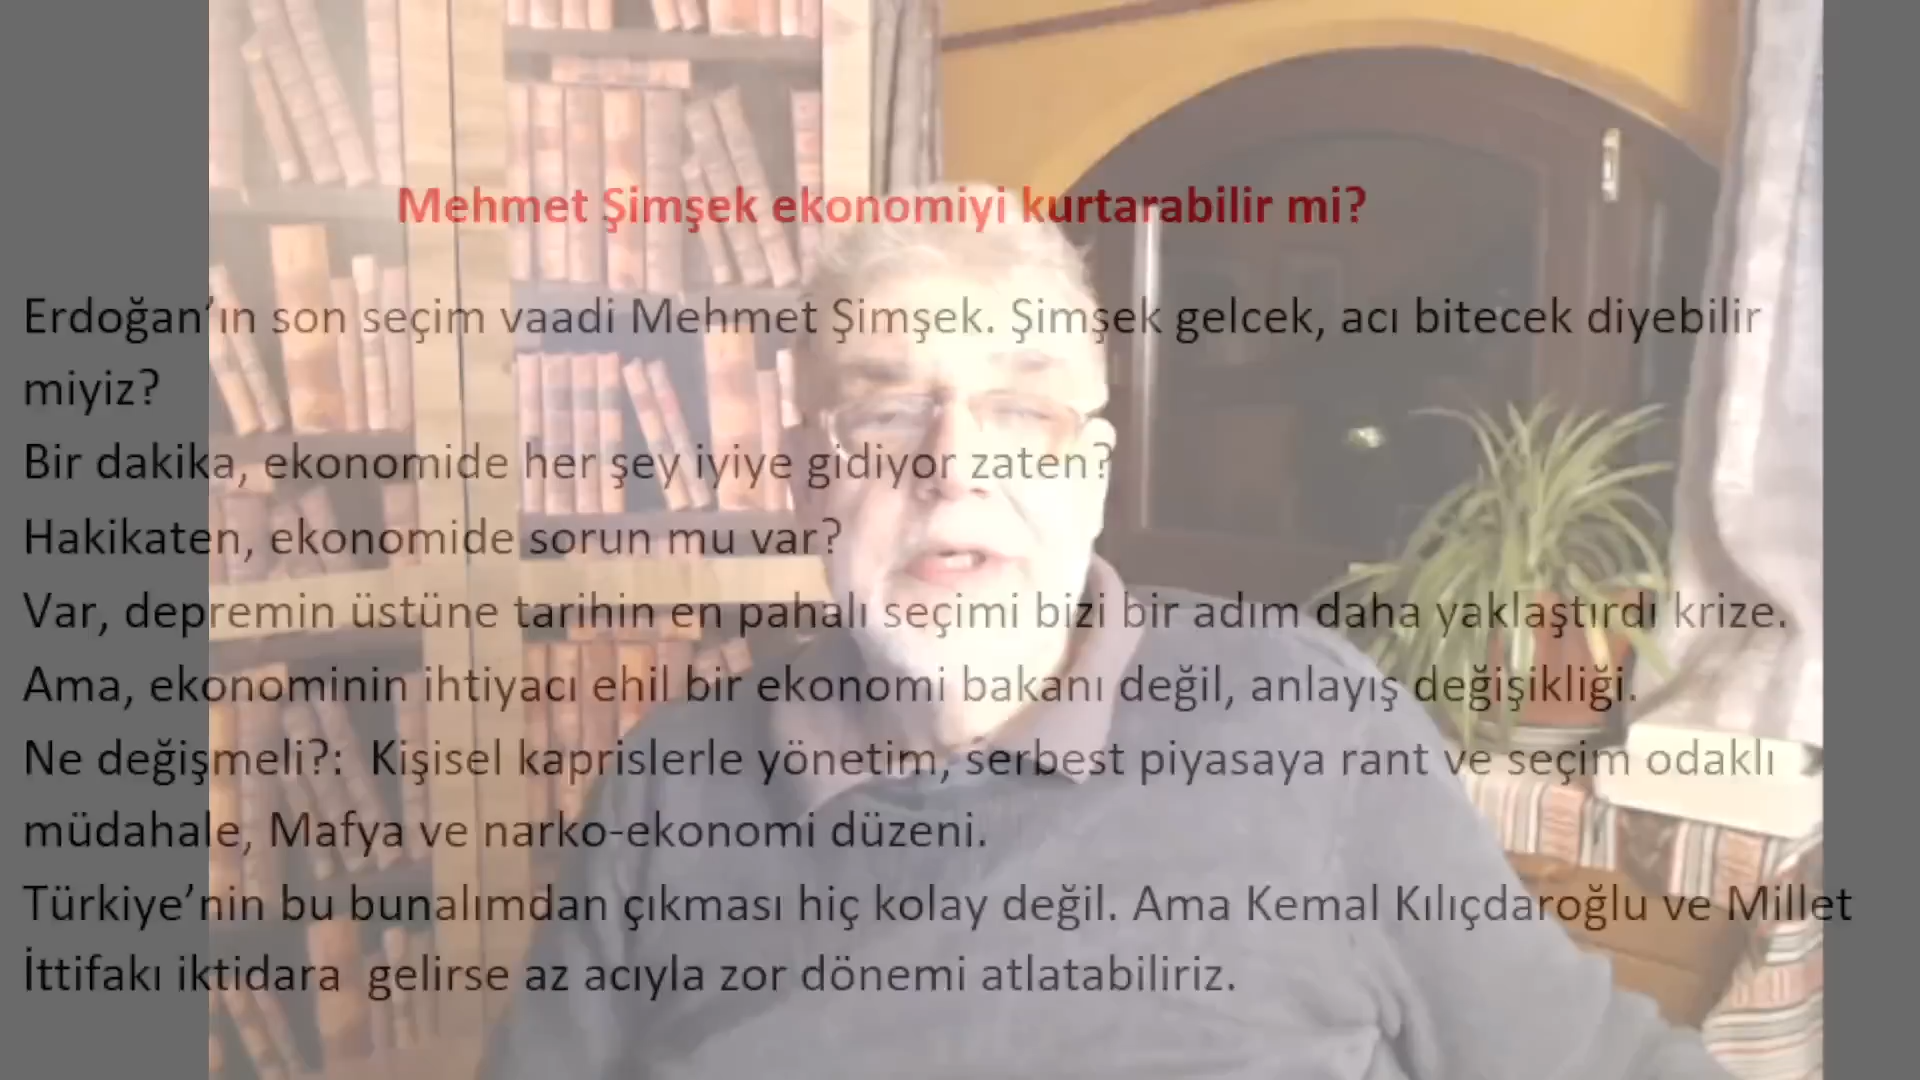 Mehmet Şimşek ekonomiyi kurtarabilir mi?
Erdoğan’ın son seçim vaadi Mehmet Şimşek. Şimşek gelcek, acı bitecek diyebilir
miyiz?
Bir dakika, ekonomide her şey iyiye gidiyor zaten?
Hakikaten, ekonomide sorun mu var?
Var, depremin üstüne tarihin en pahalı seçimi bizi bir adım daha yaklaştırdı krize.
Ama, ekonominin ihtiyacı ehil bir ekonomi bakanı değil, anlayış değişikliği.
Ne değişmeli?: Kişisel kaprislerle yönetim, serbest piyasaya rant ve seçim odaklı
müdahale, Mafya ve narko-ekonomi düzeni.
Türkiye’nin bu bunalımdan çıkması hiç kolay değil. Ama Kemal Kılıçdaroğlu ve Millet
İttifakı iktidara gelirse az acıyla zor dönemi atlatabiliriz.